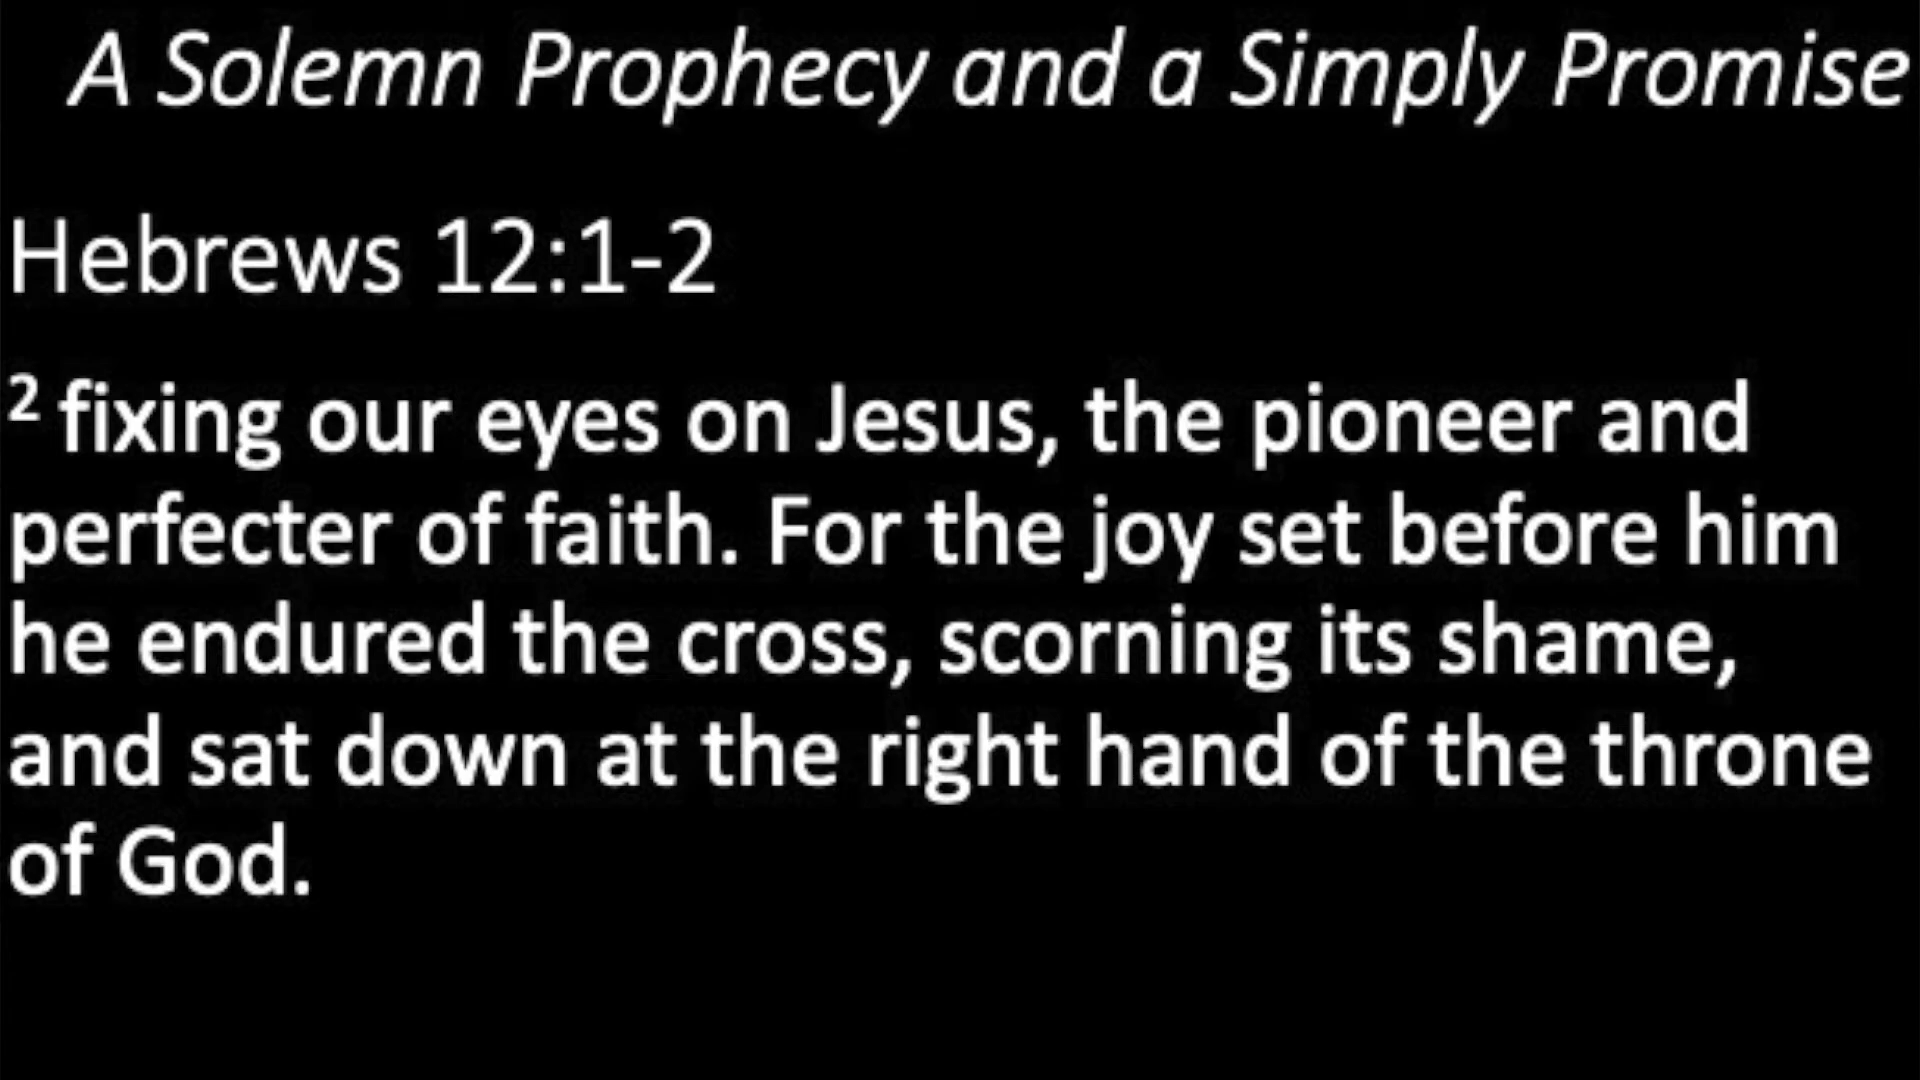 A Solemn Prophecy and a Simply Promise
Hebrews 12:1-2
² fixing our eyes on Jesus, the pioneer and
perfecter of faith. For the joy set before him
he endured the cross, scorning its shame,
and sat down at the right hand of the throne
of God.